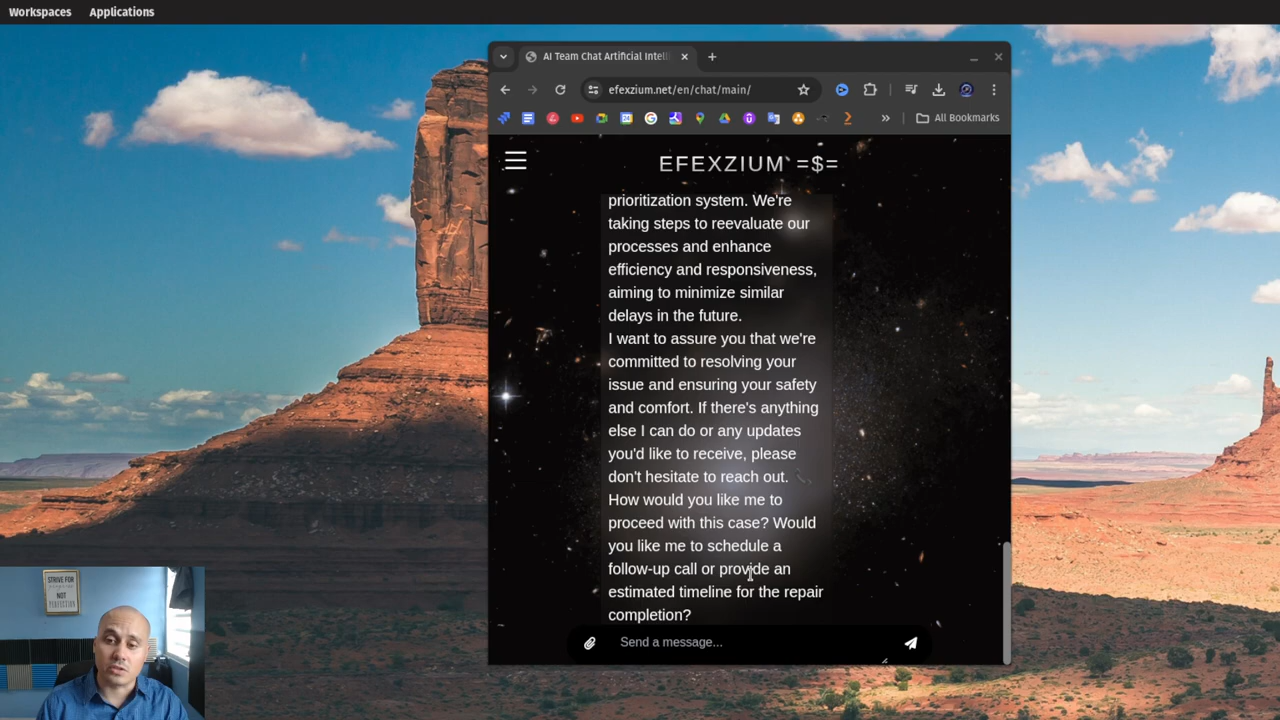 Workspaces Applications
AI Team Chat Artificial Intelli
efexzium.net/en/chat/main/
All Bookmarks
EFEXZIUM =$=
prioritization system. We're
taking steps to reevaluate our
processes and enhance
efficiency and responsiveness,
aiming to minimize similar
delays in the future.
I want to assure you that we're
committed to resolving your
issue and ensuring your safety
and comfort. If there's anything
else I can do or any updates
you'd like to receive, please
don't hesitate to reach out.
How would you like me to
proceed with this case? Would
you like me to schedule a
follow-up call or provide an
estimated timeline for the repair
completion?
Send a message...
STRIVE FOR
NOT
PERFECTION